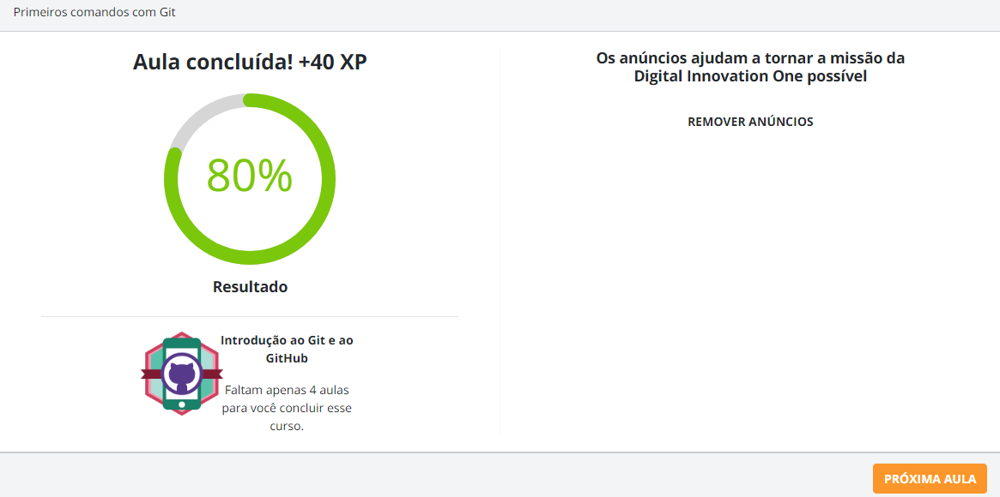 Primeiros comandos com Git
Aula concluída! +40 XP
80%
Resultado
Introdução ao Git e ao
GitHub
Faltam apenas 4 aulas
para você concluir esse
curso.
Os anúncios ajudam a tornar a missão da
Digital Innovation One possível
REMOVER ANÚNCIOS
PRÓXIMA AULA